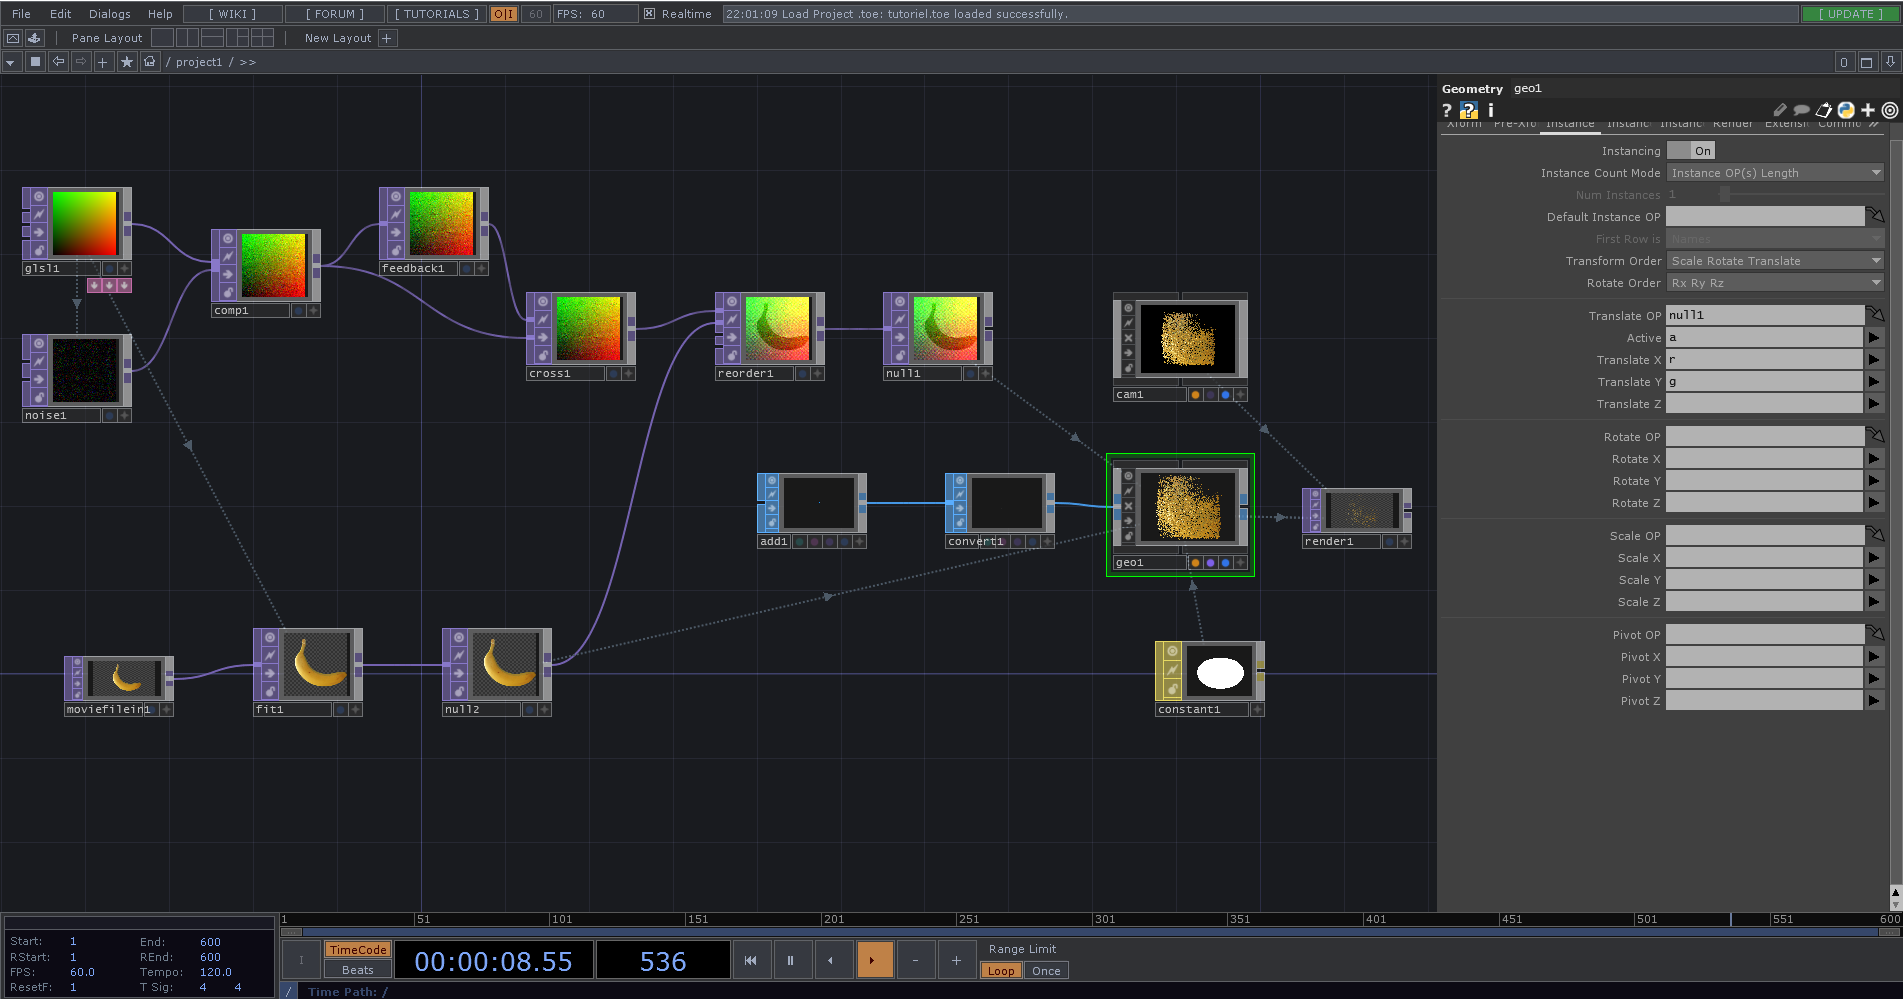 File Edit Dialogs Help [ WIKI ] [ FORUM ] [ TUTORIALS ] O|I 60 FPS: 60 Realtime 22:01:09 Load Project .toe: tutoriel.toe loaded successfully. [ UPDATE ]
Pane Layout New Layout +
/ project1 / >> 0
Geometry geo1
? ? i
Xform Pre-Xfo Instance Instanc Instanc Render Extensi Commo
Instancing On
Instance Count Mode Instance OP(s) Length
Num Instances 1
Default Instance OP
First Row is Names
Transform Order Scale Rotate Translate
Rotate Order Rx Ry Rz
Translate OP null1
Active a
Translate X r
Translate Y g
Translate Z
Rotate OP
Rotate X
Rotate Y
Rotate Z
Scale OP
Scale X
Scale Y
Scale Z
Pivot OP
Pivot X
Pivot Y
Pivot Z
glsl1
feedback1
comp1
noise1
cross1
reorder1
null1
cam1
add1
convert1
geo1
render1
moviefilein1
fit1
null2
constant1
1 51 101 151 201 251 301 351 401 451 501 551 600
Start: 1 End: 600
RStart: 1 REnd: 600
FPS: 60.0 Tempo: 120.0
ResetF: 1 T Sig: 4 4
I TimeCode Beats 00:00:08.55 536 - + Range Limit
Loop Once
/ Time Path: /